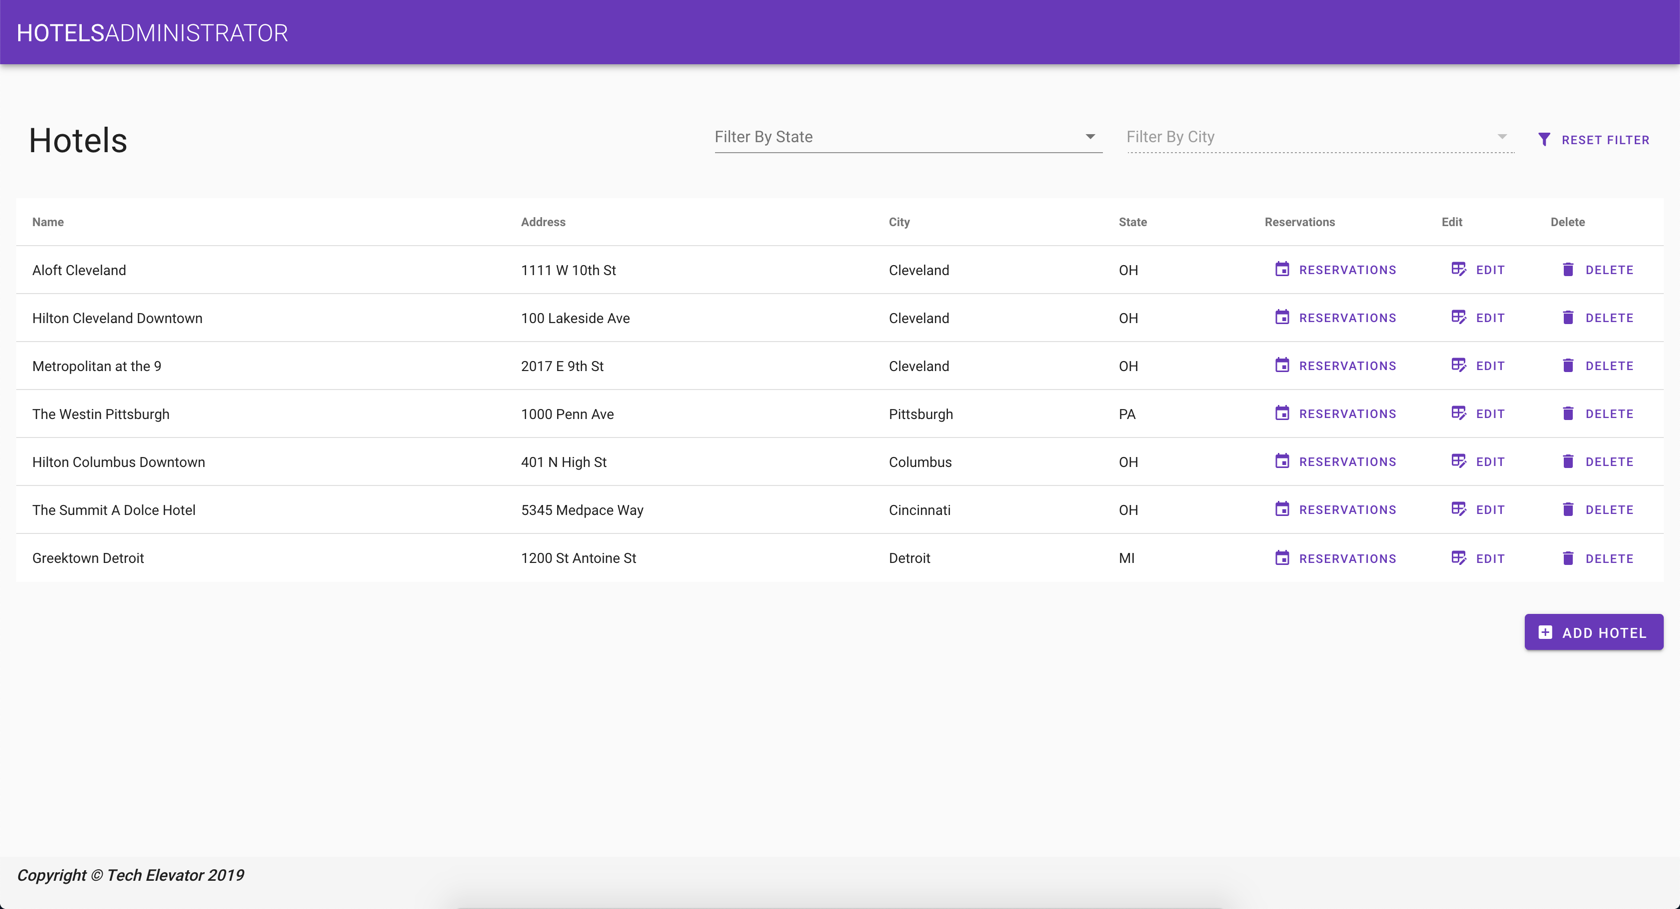 HOTELSADMINISTRATOR
Hotels
Filter By State
Filter By City
RESET FILTER
Name Address City State Reservations Edit Delete
Aloft Cleveland 1111 W 10th St Cleveland OH RESERVATIONS EDIT DELETE
Hilton Cleveland Downtown 100 Lakeside Ave Cleveland OH RESERVATIONS EDIT DELETE
Metropolitan at the 9 2017 E 9th St Cleveland OH RESERVATIONS EDIT DELETE
The Westin Pittsburgh 1000 Penn Ave Pittsburgh PA RESERVATIONS EDIT DELETE
Hilton Columbus Downtown 401 N High St Columbus OH RESERVATIONS EDIT DELETE
The Summit A Dolce Hotel 5345 Medpace Way Cincinnati OH RESERVATIONS EDIT DELETE
Greektown Detroit 1200 St Antoine St Detroit MI RESERVATIONS EDIT DELETE
ADD HOTEL
Copyright © Tech Elevator 2019